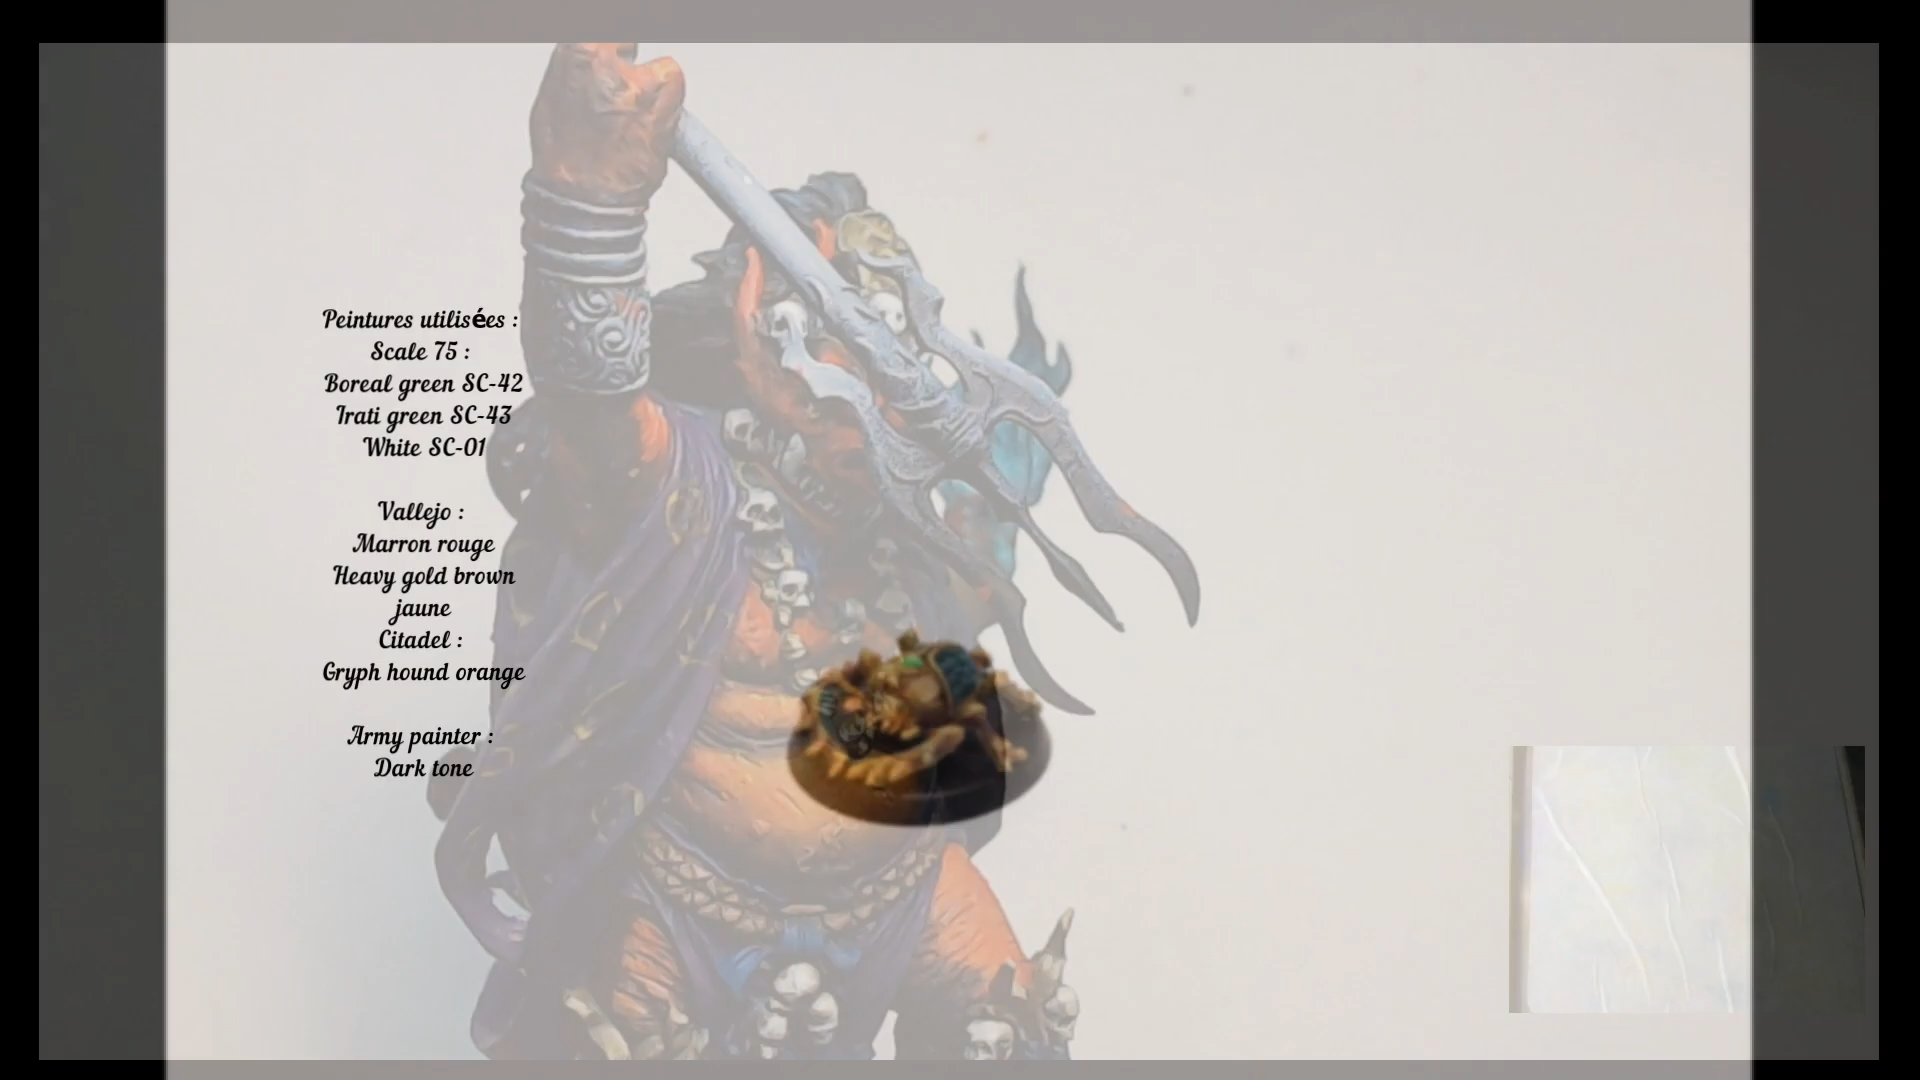 Peintures utilisées :
Scale 75 :
Boreal green SC-42
Irati green SC-43
White SC-01
Vallejo :
Marron rouge
Heavy gold brown
jaune
Citadel :
Gryph hound orange
Army painter :
Dark tone